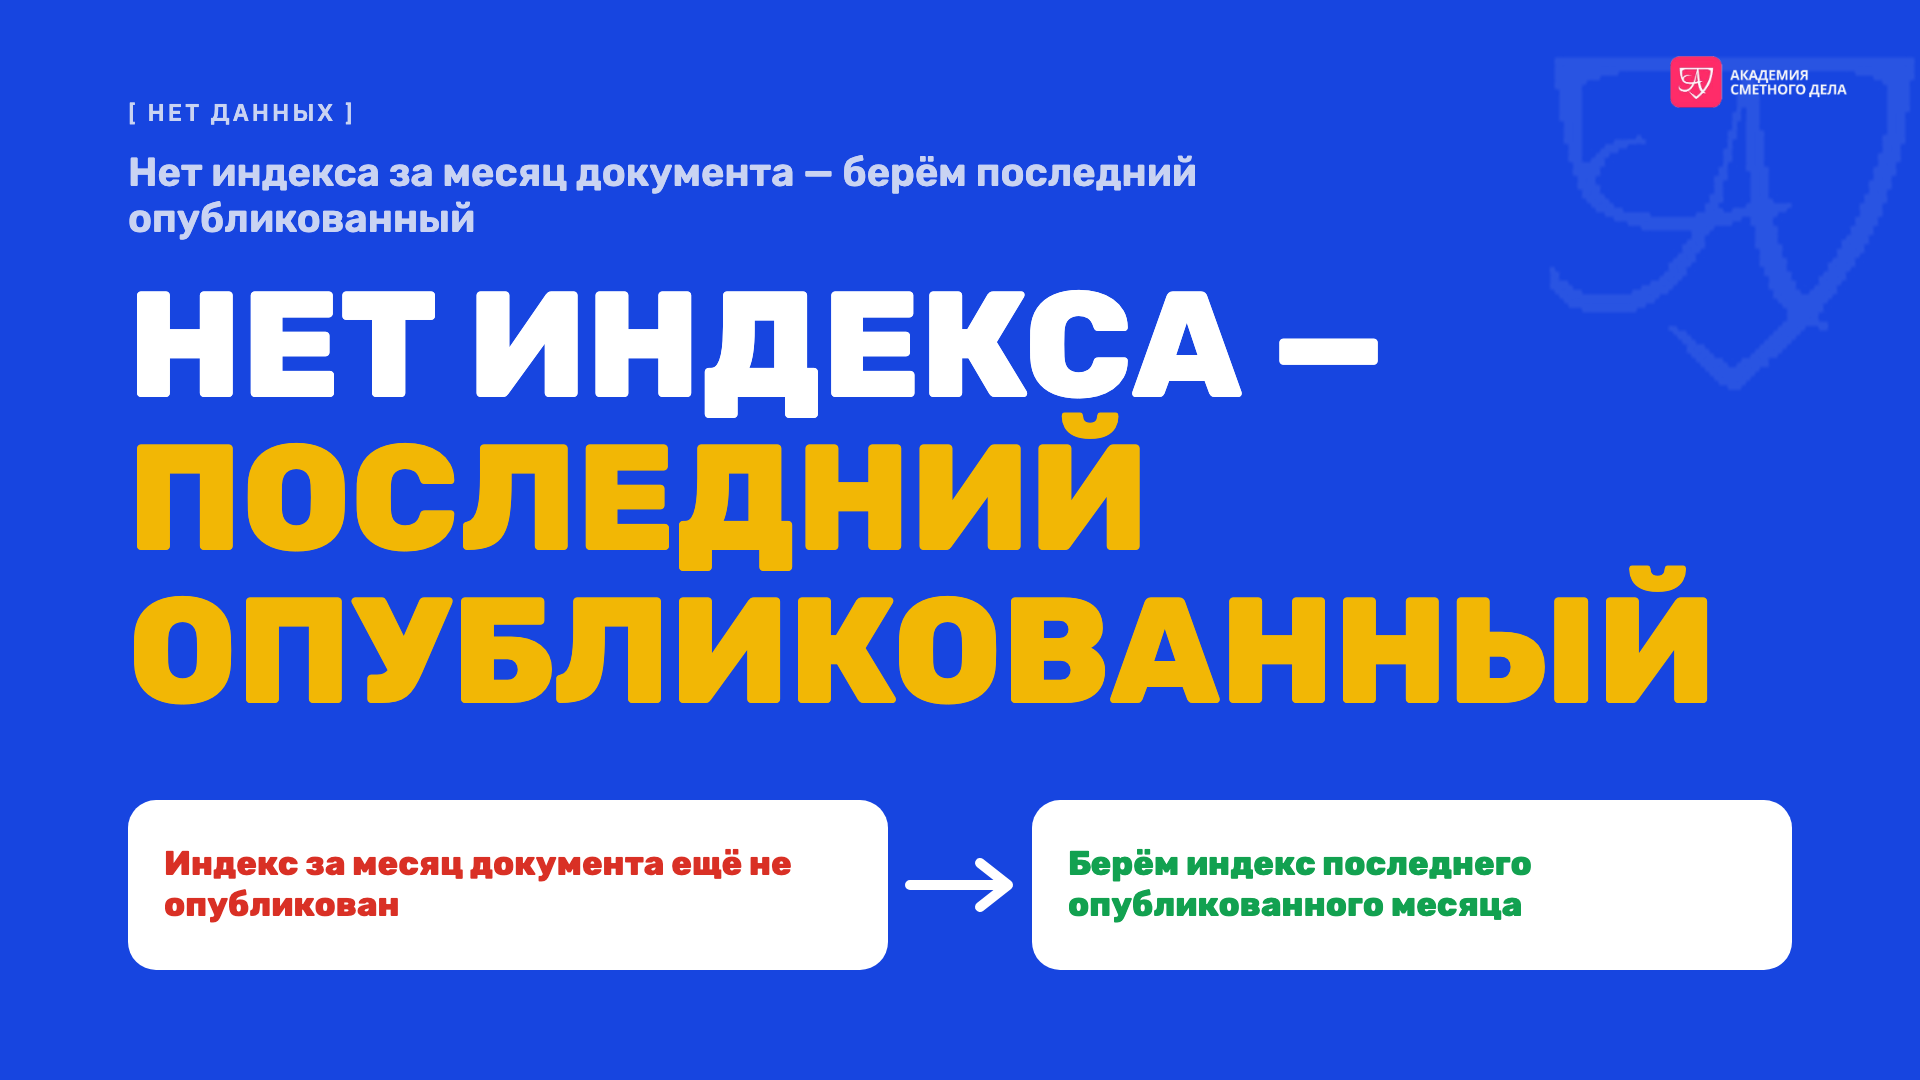 [ НЕТ ДАННЫХ ]
АКАДЕМИЯ
СМЕТНОГО ДЕЛА
Нет индекса за месяц документа — берём последний
опубликованный
НЕТ ИНДЕКСА —
ПОСЛЕДНИЙ
ОПУБЛИКОВАННЫЙ
Индекс за месяц документа ещё не
опубликован
Берём индекс последнего
опубликованного месяца